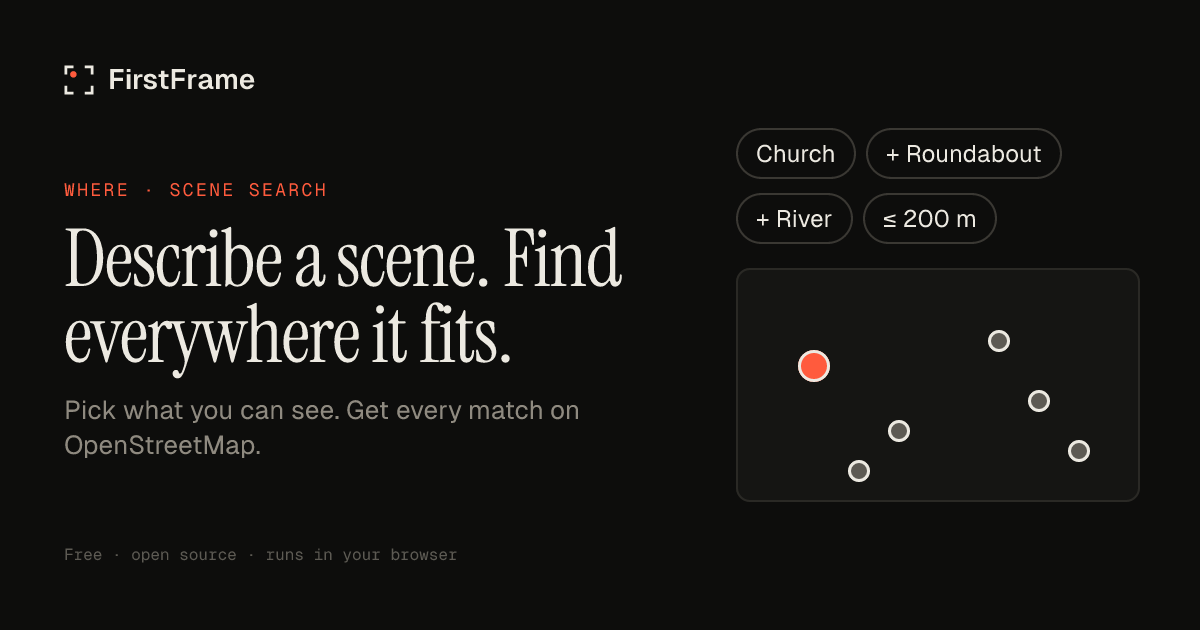 FirstFrame
WHERE · SCENE SEARCH
Describe a scene. Find
everywhere it fits.
Pick what you can see. Get every match on
OpenStreetMap.
Free · open source · runs in your browser
Church
+ Roundabout
+ River
≤ 200 m